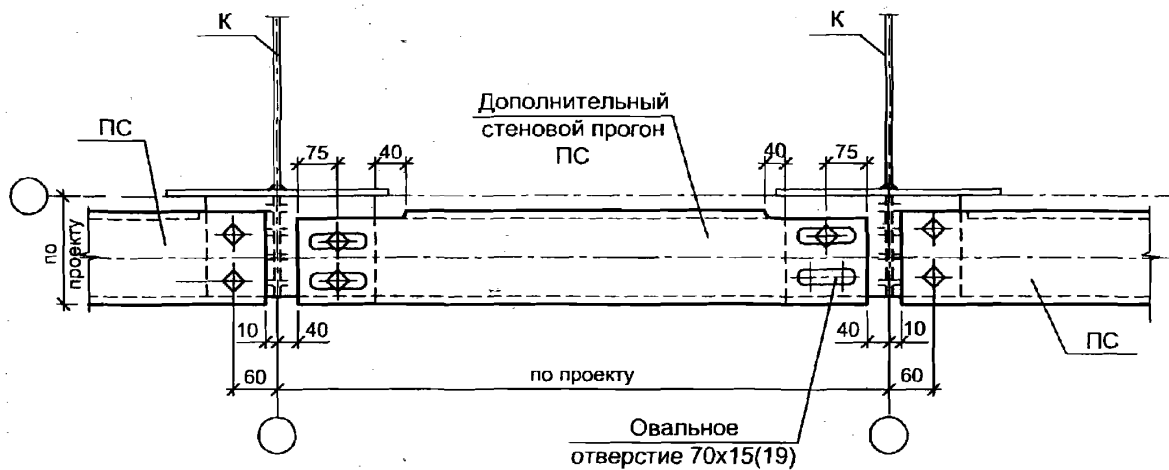 К
К
Дополнительный
стеновой прогон
ПС
ПС
75
40
40
75
по
проекту
10
40
40
10
ПС
60
по проекту
60
Овальное
отверстие 70х15(19)